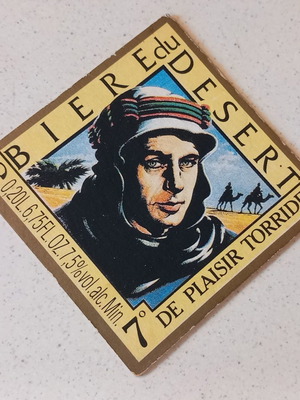 BIERE du DESERT
7° DE PLAISIR TORRIDE
0.20L.6,75FL.OZ.7,5%vol.alc.Min.